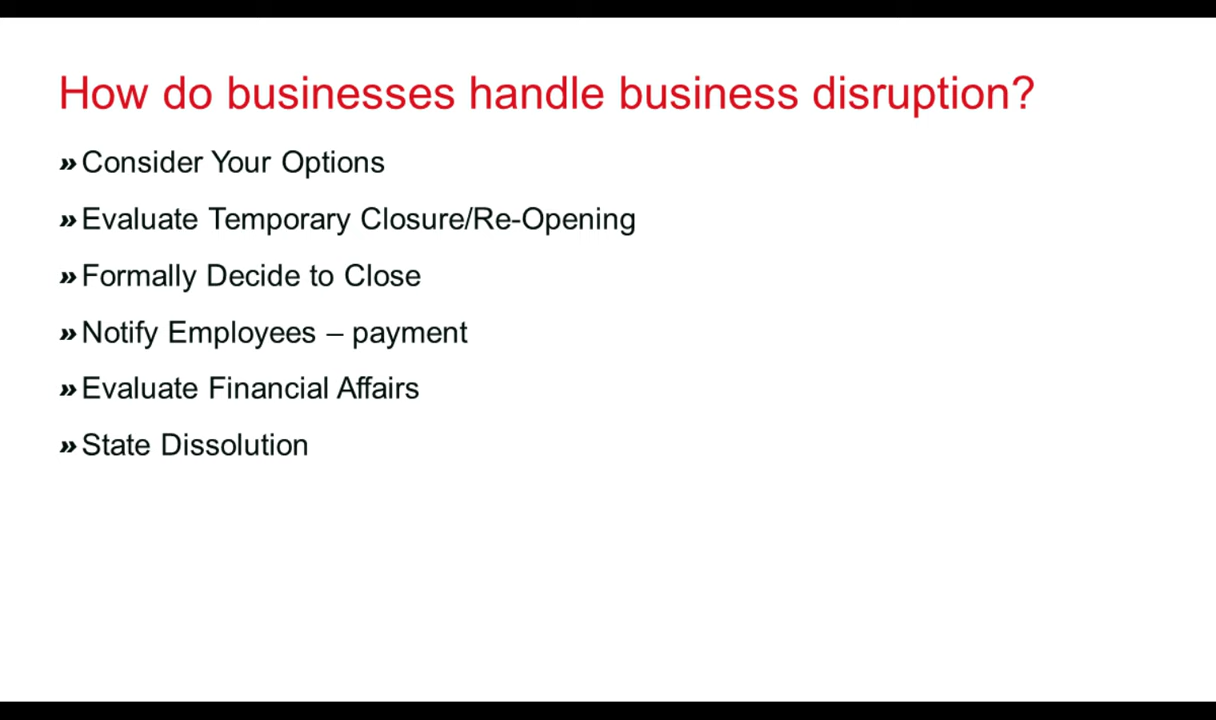 How do businesses handle business disruption?
» Consider Your Options
» Evaluate Temporary Closure/Re-Opening
» Formally Decide to Close
» Notify Employees – payment
» Evaluate Financial Affairs
» State Dissolution